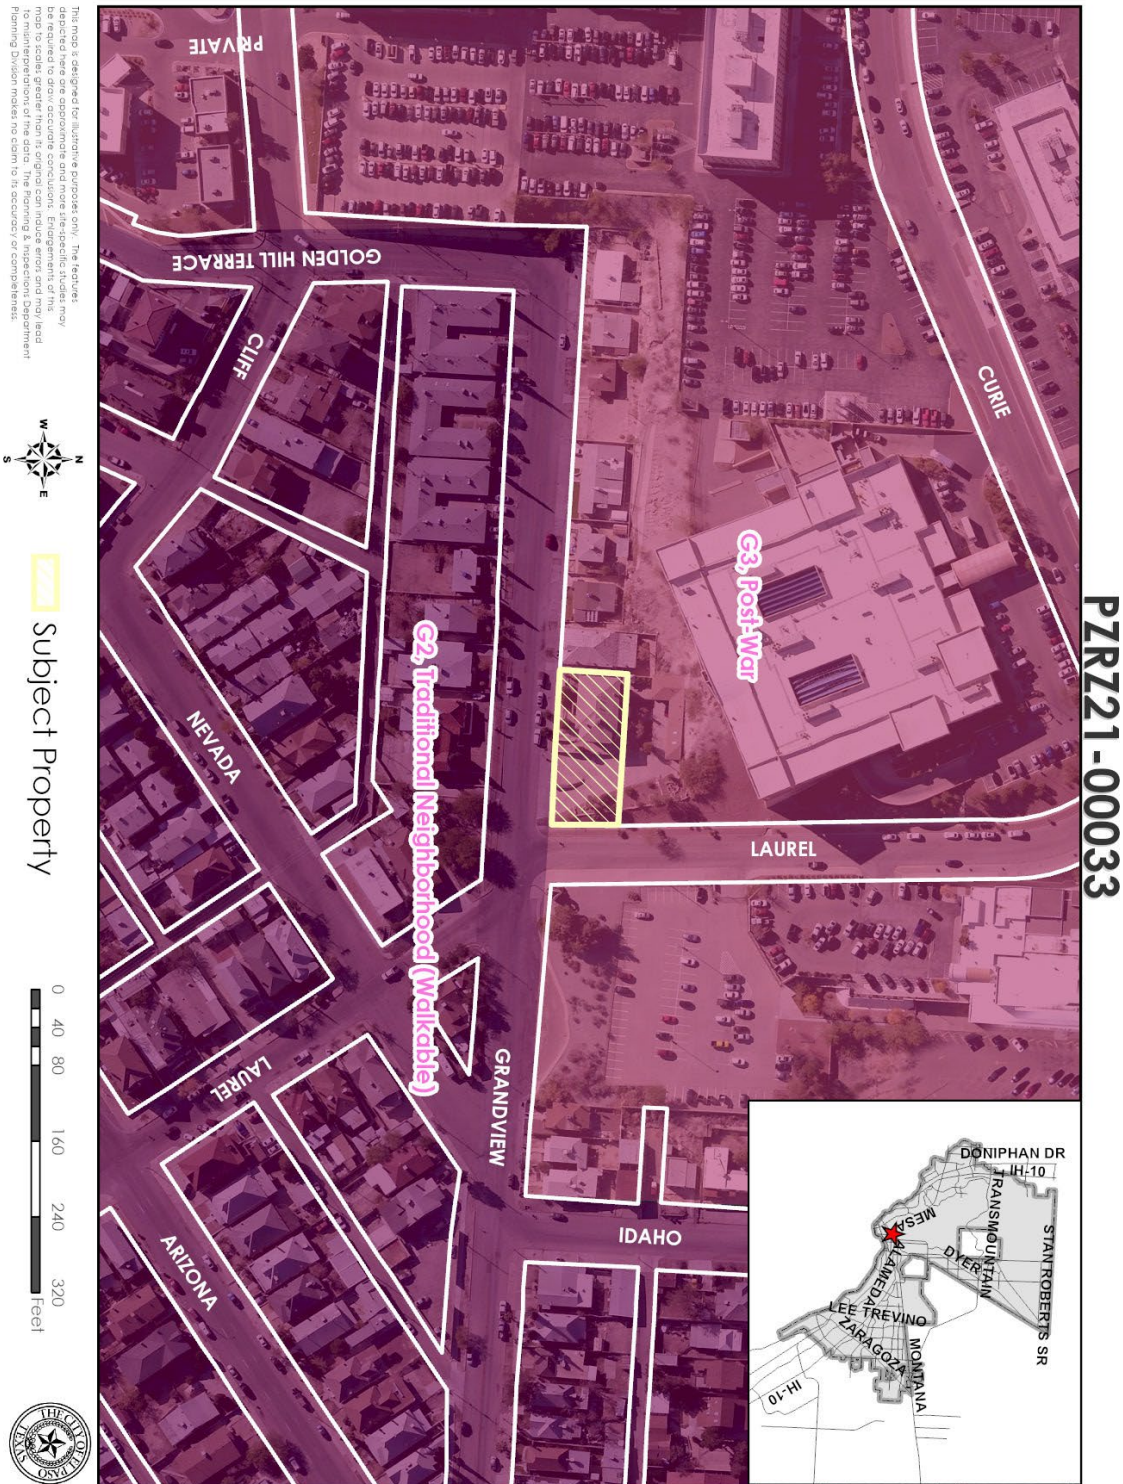 PZRZ21-00033
CURIE
PRIVATE
GOLDEN HILL TERRACE
CLIFF
G3, Post-War
G2, Traditional Neighborhood (Walkable)
NEVADA
LAUREL
GRANDVIEW
LAUREL
IDAHO
ARIZONA
DONIPHAN DR
IH-10
TRANSMOUNTAIN
STAN ROBERTS SR
MESA
DYER
ALAMEDA
LEE TREVINO
ZARAGOZA
MONTANA
IH-10
This map is designed for illustrative purposes only. The features
depicted here are approximate and more site-specific studies may
be required to draw accurate conclusions. Enlargements of this
map to scales greater than its original can induce errors and may lead
to misinterpretations of the data. The Planning & Inspections Department
Planning Division makes no claim to its accuracy or completeness.
N
W
E
S
Subject Property
0 40 80 160 240 320
Feet
THE CITY OF EL PASO
TEXAS